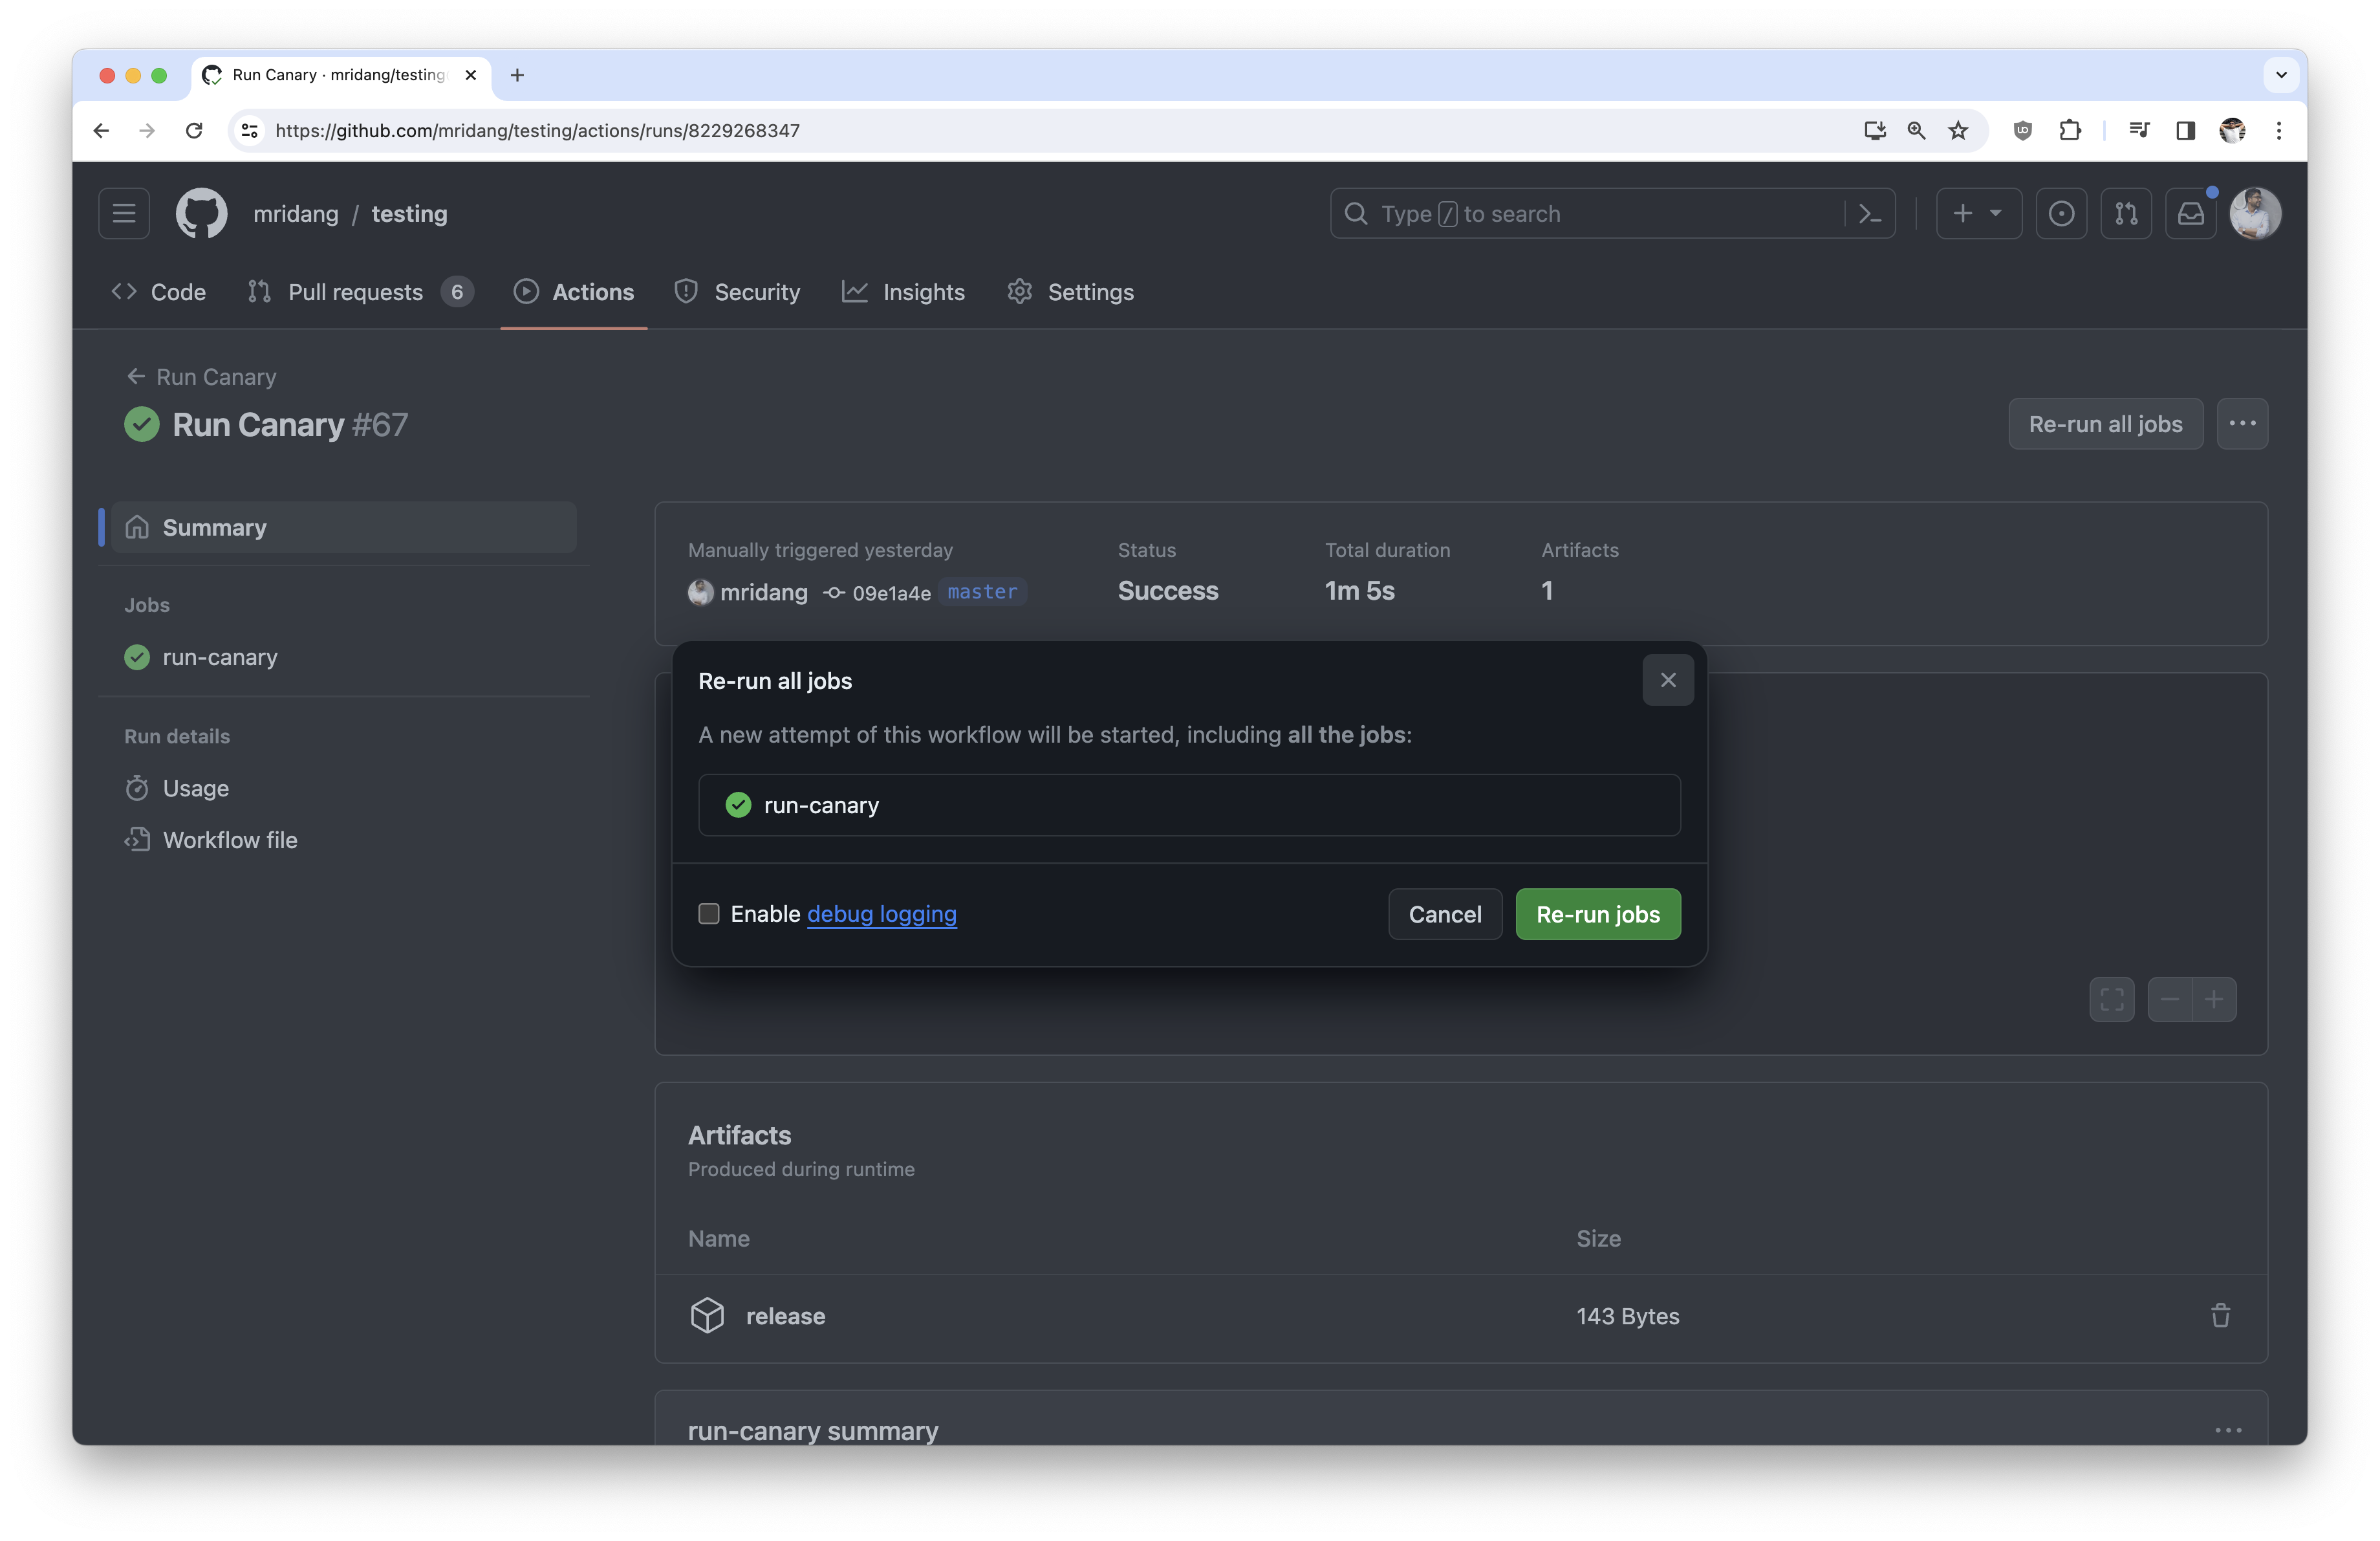 Run Canary · mridang/testing
https://github.com/mridang/testing/actions/runs/8229268347
mridang / testing
Type / to search
Code
Pull requests 6
Actions
Security
Insights
Settings
Run Canary
Run Canary #67
Re-run all jobs
Summary
Jobs
run-canary
Run details
Usage
Workflow file
Manually triggered yesterday
mridang 09e1a4e master
Status
Success
Total duration
1m 5s
Artifacts
1
Re-run all jobs
A new attempt of this workflow will be started, including all the jobs:
run-canary
Enable debug logging
Cancel
Re-run jobs
Artifacts
Produced during runtime
Name
Size
release
143 Bytes
run-canary summary